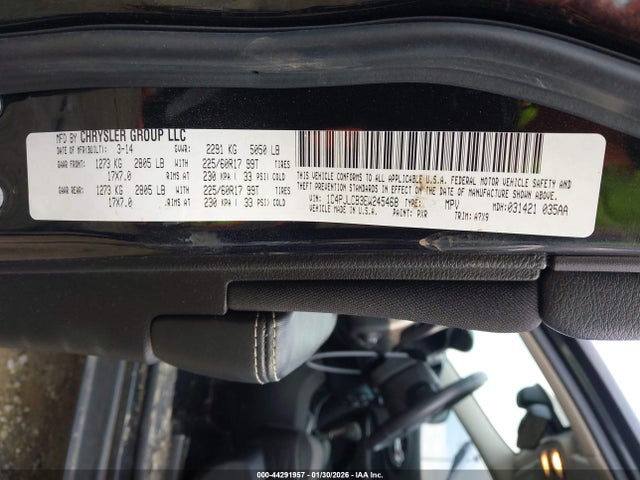 MFD BY CHRYSLER GROUP LLC
DATE OF MFR(BUILT): 3-14 GVWR: 2291 KG 5050 LB
GAWR FRONT: 1273 KG 2805 LB WITH 225/60R17 99T TIRES
17X7.0 RIMS AT 230 KPA / 33 PSI COLD
GAWR REAR: 1273 KG 2805 LB WITH 225/60R17 99T TIRES
17X7.0 RIMS AT 230 KPA / 33 PSI COLD
THIS VEHICLE CONFORMS TO ALL APPLICABLE U.S.A. FEDERAL MOTOR VEHICLE SAFETY AND
THEFT PREVENTION STANDARDS IN EFFECT ON THE DATE OF MANUFACTURE SHOWN ABOVE.
VIN: 1C4PJLCB3EW245468 TYPE: MPV MDH:031421 035AA
VEHICLE MADE IN U.S.A. PAINT: PXR TRIM: A7X9
000-44291957 - 01/30/2026 - IAA Inc.